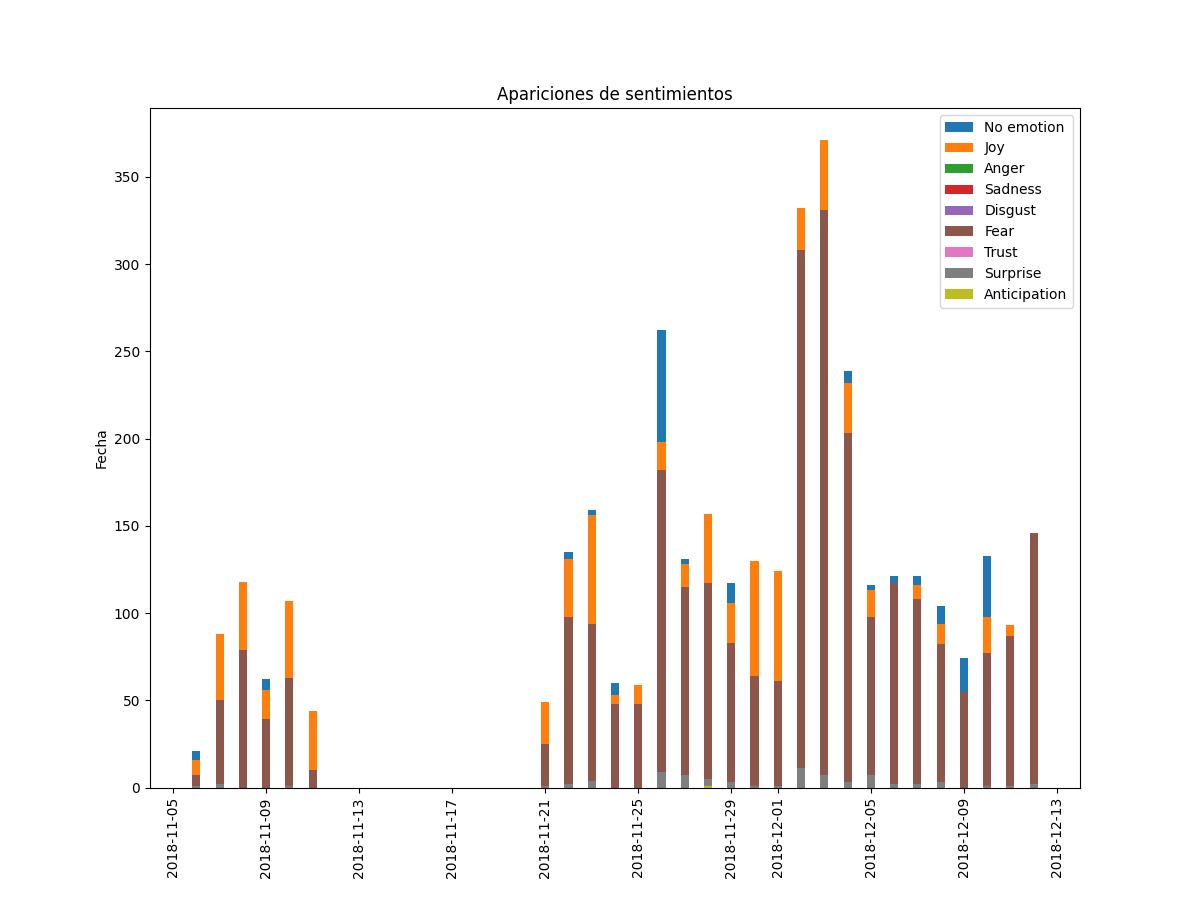 Apariciones de sentimientos
No emotion
Joy
Anger
Sadness
Disgust
Fear
Trust
Surprise
Anticipation
Fecha
350
300
250
200
150
100
50
0
2018-11-05
2018-11-09
2018-11-13
2018-11-17
2018-11-21
2018-11-25
2018-11-29
2018-12-01
2018-12-05
2018-12-09
2018-12-13